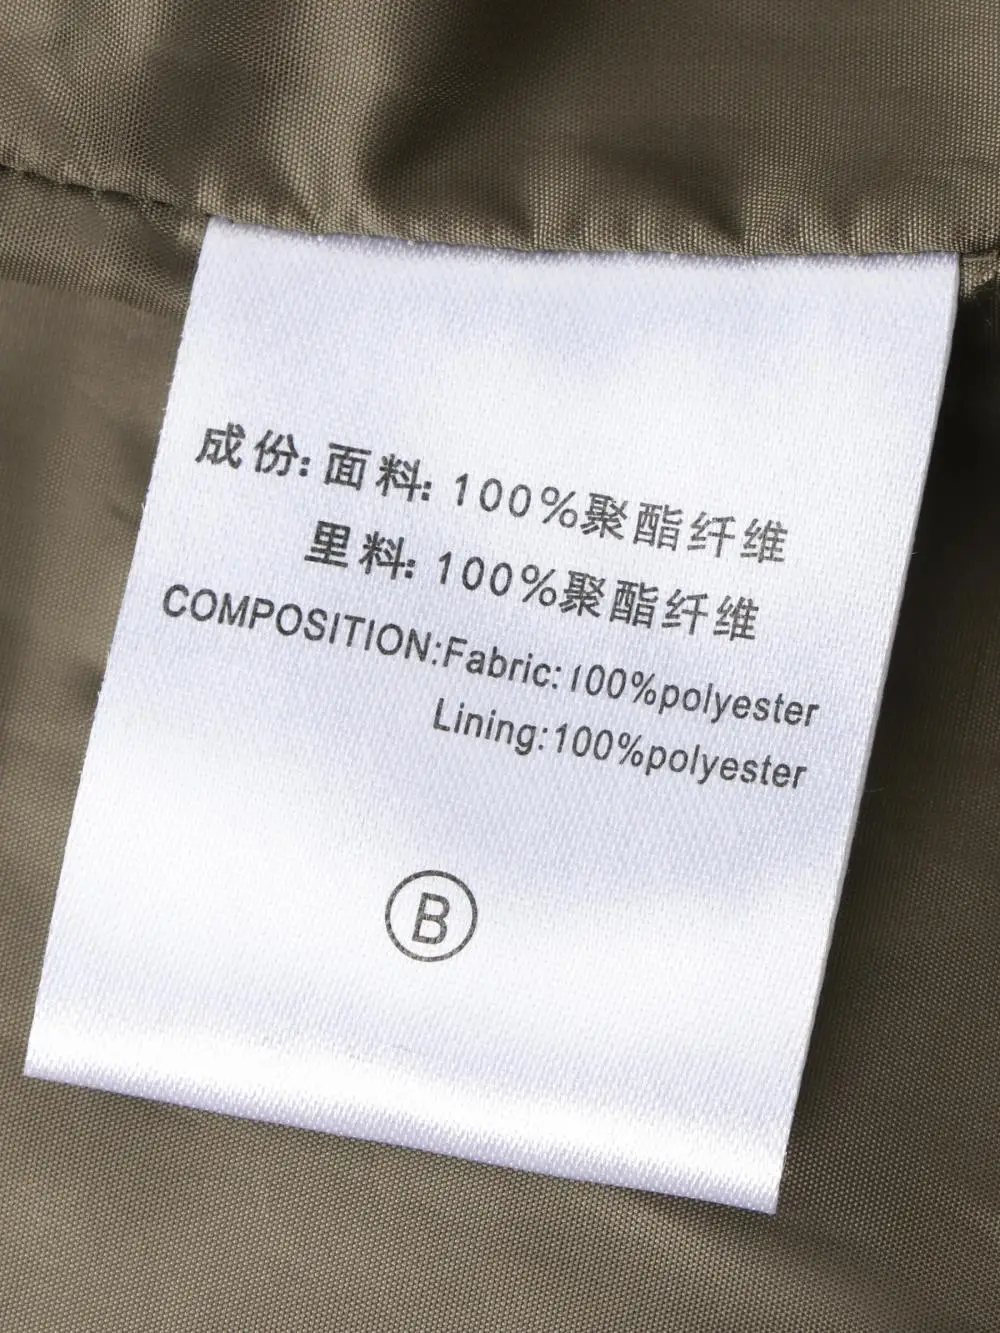 成份: 面料: 100%聚酯纤维
里料: 100%聚酯纤维
COMPOSITION:Fabric:100%polyester
Lining:100%polyester
B